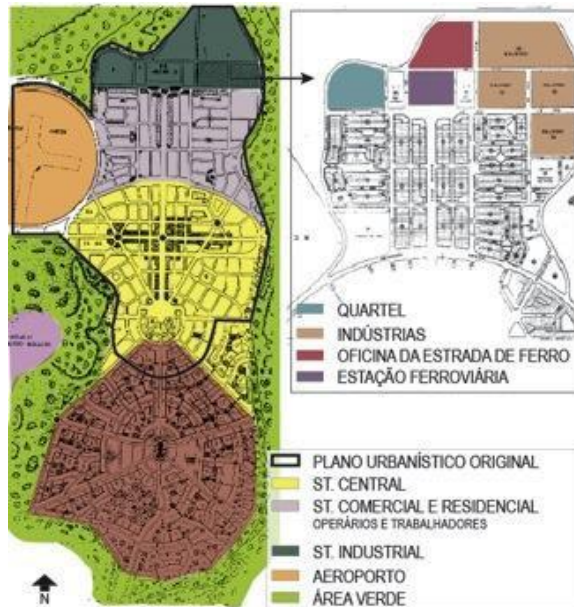 QUARTEL
INDÚSTRIAS
OFICINA DA ESTRADA DE FERRO
ESTAÇÃO FERROVIÁRIA
PLANO URBANÍSTICO ORIGINAL
ST. CENTRAL
ST. COMERCIAL E RESIDENCIAL
OPERÁRIOS E TRABALHADORES
ST. INDUSTRIAL
AEROPORTO
ÁREA VERDE
N